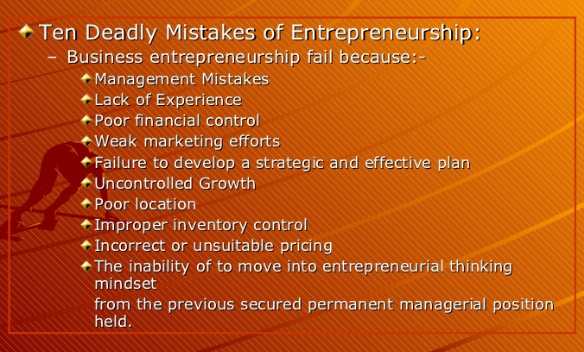 Ten Deadly Mistakes of Entrepreneurship:
– Business entrepreneurship fail because:-
Management Mistakes
Lack of Experience
Poor financial control
Weak marketing efforts
Failure to develop a strategic and effective plan
Uncontrolled Growth
Poor location
Improper inventory control
Incorrect or unsuitable pricing
The inability of to move into entrepreneurial thinking
mindset
from the previous secured permanent managerial position
held.